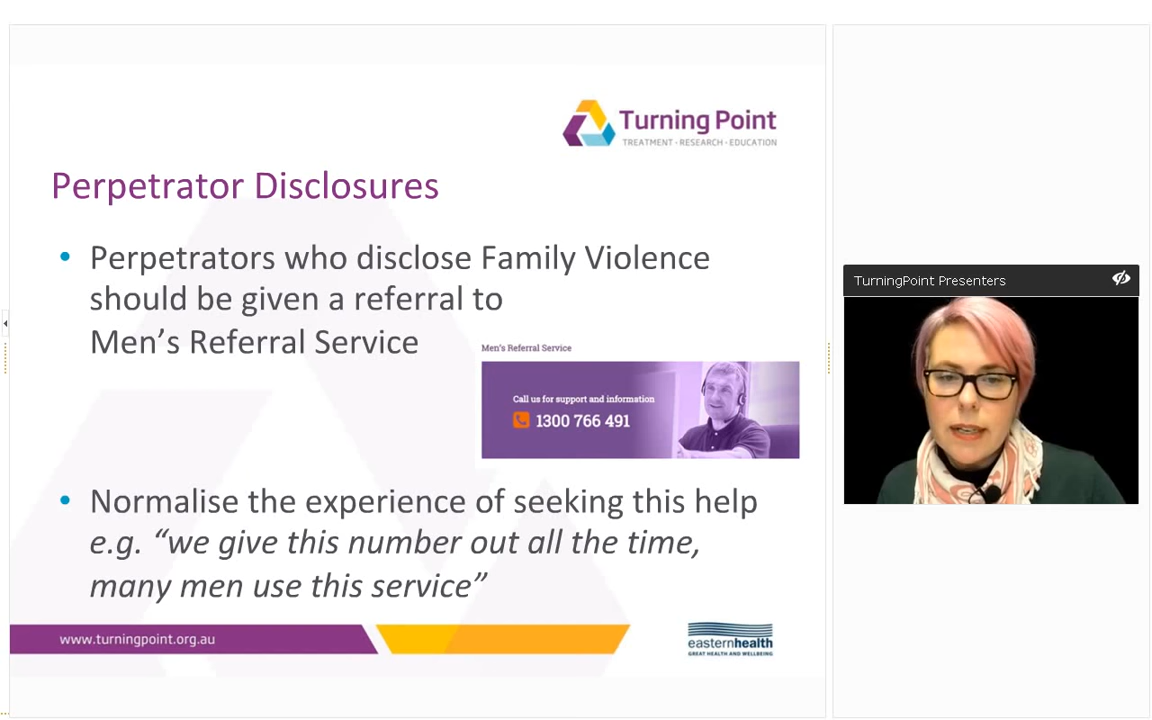 Turning Point
TREATMENT • RESEARCH • EDUCATION
Perpetrator Disclosures
• Perpetrators who disclose Family Violence
should be given a referral to
Men’s Referral Service
Men's Referral Service
Call us for support and information
1300 766 491
• Normalise the experience of seeking this help
e.g. “we give this number out all the time,
many men use this service”
www.turningpoint.org.au
easternhealth
GREAT HEALTH AND WELLBEING
TurningPoint Presenters